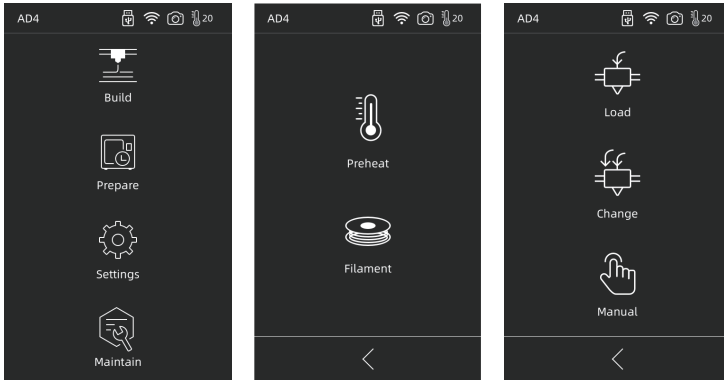 AD4 20
Build
Prepare
Settings
Maintain
AD4 20
Preheat
Filament
AD4 20
Load
Change
Manual